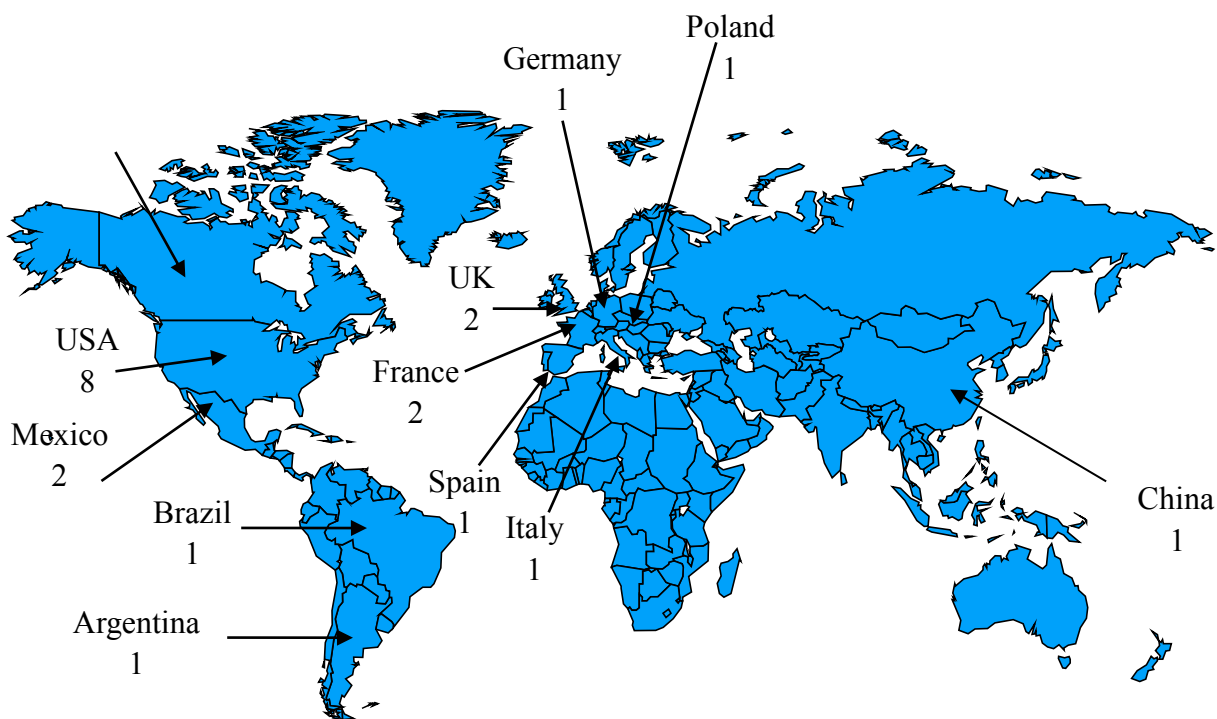 Poland
1
Germany
1
UK
2
USA
8
France
2
Mexico
2
Spain
1
Brazil
1
Italy
1
China
1
Argentina
1